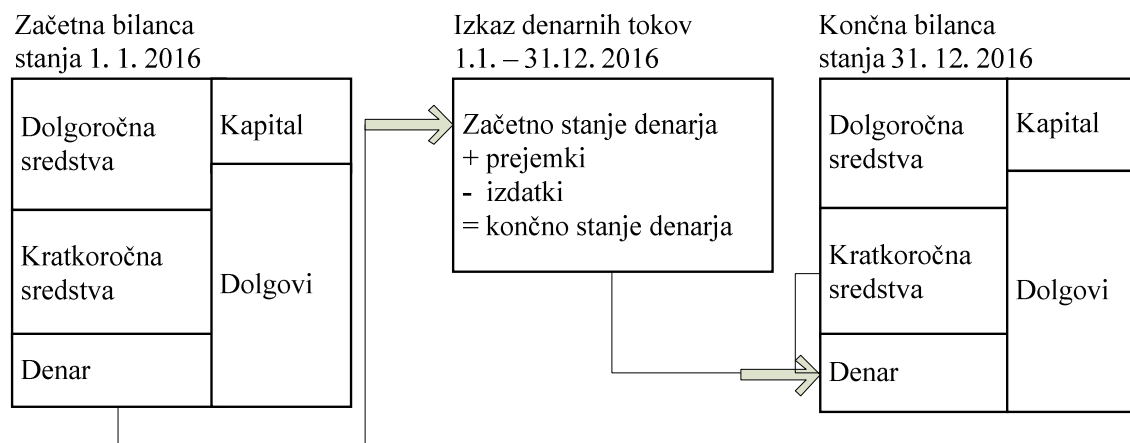 Začetna bilanca
stanja 1. 1. 2016
Dolgoročna
sredstva
Kapital
Kratkoročna
sredstva
Dolgovi
Denar
Izkaz denarnih tokov
1.1. – 31.12. 2016
Začetno stanje denarja
+ prejemki
- izdatki
= končno stanje denarja
Končna bilanca
stanja 31. 12. 2016
Dolgoročna
sredstva
Kapital
Kratkoročna
sredstva
Dolgovi
Denar